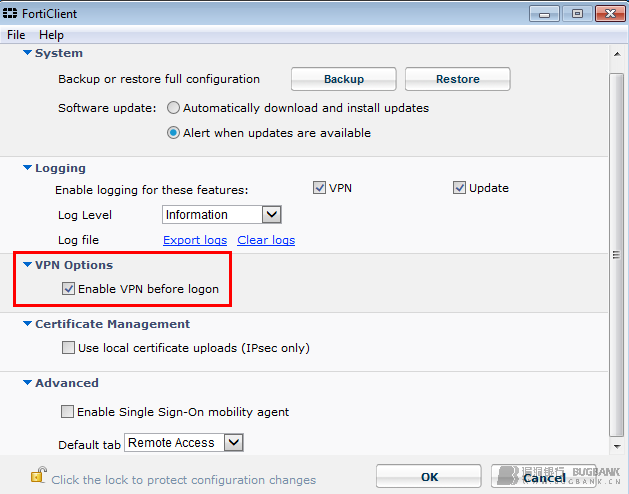 FortiClient
File Help
System
Backup or restore full configuration Backup Restore
Software update: Automatically download and install updates
Alert when updates are available
Logging
Enable logging for these features: VPN Update
Log Level Information
Log file Export logs Clear logs
VPN Options
Enable VPN before logon
Certificate Management
Use local certificate uploads (IPsec only)
Advanced
Enable Single Sign-On mobility agent
Default tab Remote Access
Click the lock to protect configuration changes OK Cancel
BUGBANK
WWW.BUGBANK.CN